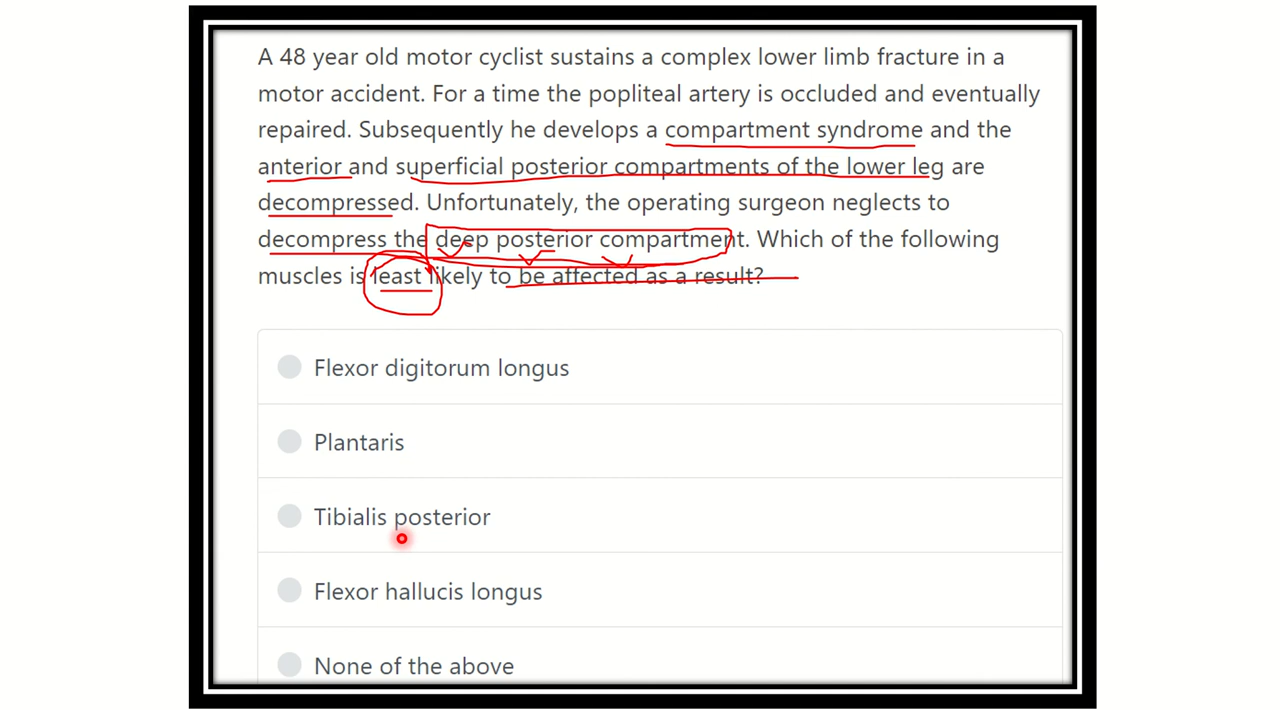 A 48 year old motor cyclist sustains a complex lower limb fracture in a
motor accident. For a time the popliteal artery is occluded and eventually
repaired. Subsequently he develops a compartment syndrome and the
anterior and superficial posterior compartments of the lower leg are
decompressed. Unfortunately, the operating surgeon neglects to
decompress the deep posterior compartment. Which of the following
muscles is least likely to be affected as a result?
Flexor digitorum longus
Plantaris
Tibialis posterior
Flexor hallucis longus
None of the above